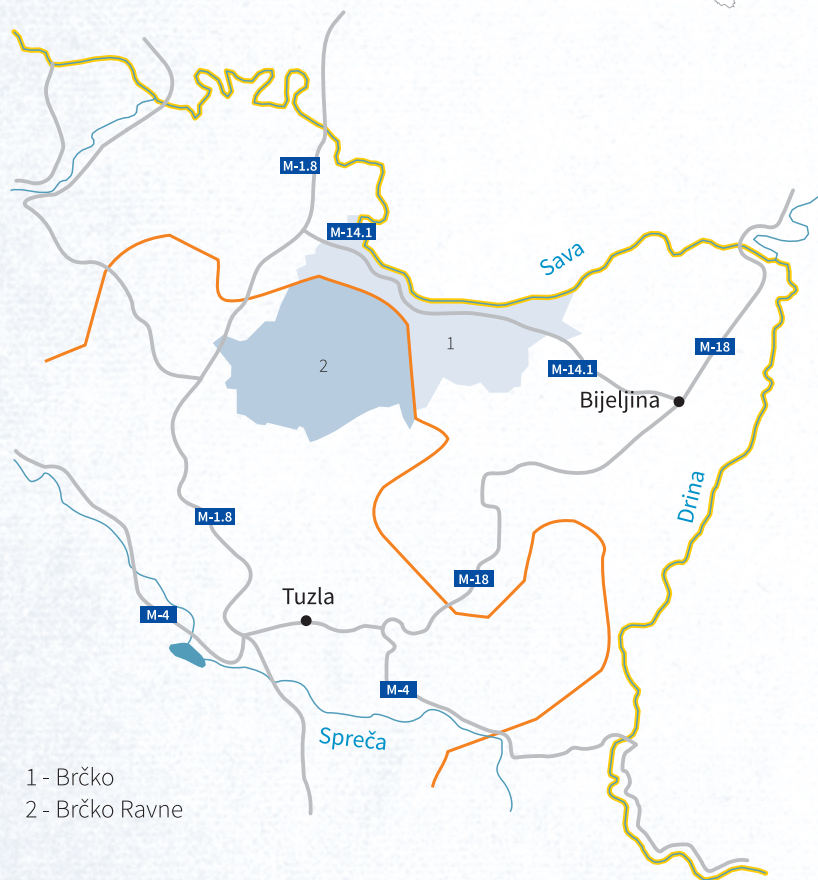 M-1.8
M-14.1
Sava
1
M-18
2
M-14.1
Bijeljina
Drina
M-1.8
M-18
Tuzla
M-4
M-4
Spreča
1 - Brčko
2 - Brčko Ravne